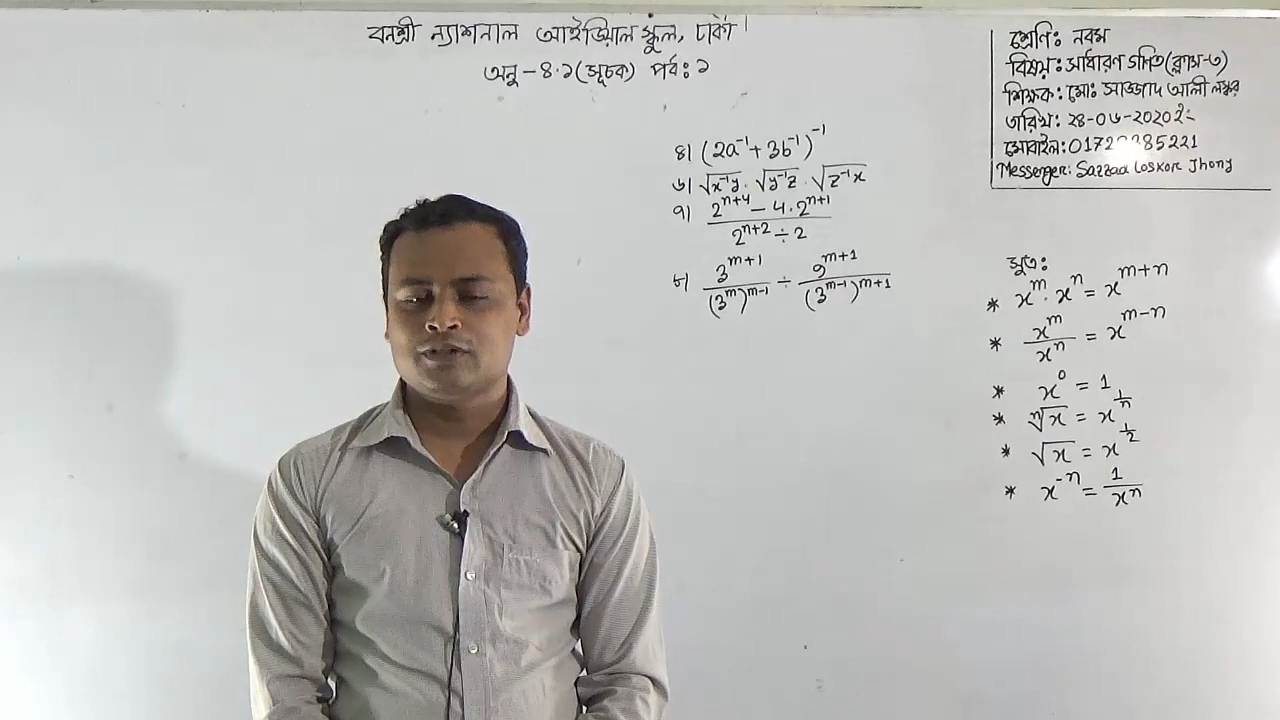 বনশ্রী ন্যাশনাল আইডিয়াল স্কুল, ঢাকা।
অনু - ৪.১ (সূচক) পর্ব: ১
শ্রেণি: নবম
বিষয়: সাধারণ গণিত (ক্লাস-৩)
শিক্ষক: মো: সাজ্জাদ আলী লস্কর
তারিখ: ২৪-০৬-২০২০ইং
মোবাইল:
Messenger: Sazzad Loskor Jhony
৪। (2a⁻¹ + 3b⁻¹)⁻¹
৬। √x⁻¹y . √y⁻¹z . √z⁻¹x
৭। (2ⁿ⁺⁴ - 4.2ⁿ⁺¹) / (2ⁿ⁺² ÷ 2)
৮। 3ᵐ⁺¹ / (3ᵐ)ᵐ⁻¹ ÷ 9ᵐ⁺¹ / (3ᵐ⁻¹)ᵐ⁺¹
সূত্র:
* xᵐ . xⁿ = xᵐ⁺ⁿ
* xᵐ / xⁿ = xᵐ⁻ⁿ
* x⁰ = 1
* ⁿ√x = x^(1/n)
* √x = x^(1/2)
* x⁻ⁿ = 1 / xⁿ